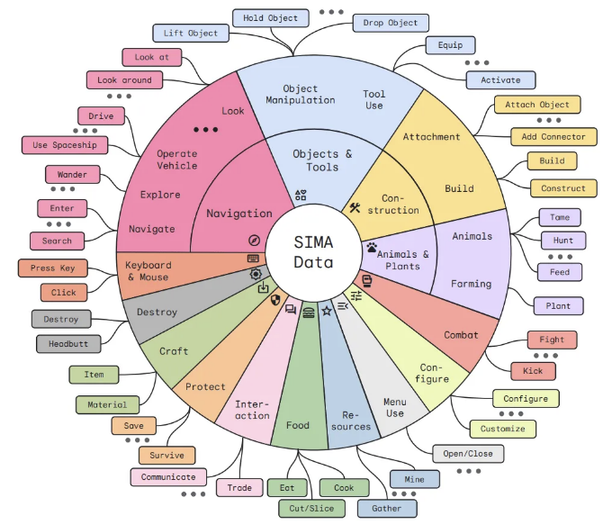 Hold Object
Drop Object
Lift Object
Equip
Look at
Activate
Look around
Attach Object
Drive
Add Connector
Use Spaceship
Build
Wander
Construct
Enter
Tame
Search
Hunt
Press Key
Feed
Click
Plant
Destroy
Headbutt
Fight
Item
Kick
Material
Configure
Save
Customize
Survive
Open/Close
Communicate
Mine
Trade
Eat
Cook
Cut/Slice
Gather
Object
Manipulation
Tool
Use
Look
Operate
Vehicle
Explore
Navigate
Attachment
Build
Animals
Farming
Objects &
Tools
Navigation
Con-
struction
Animals &
Plants
SIMA
Data
Keyboard
& Mouse
Destroy
Craft
Protect
Inter-
action
Food
Re-
sources
Menu
Use
Con-
figure
Combat